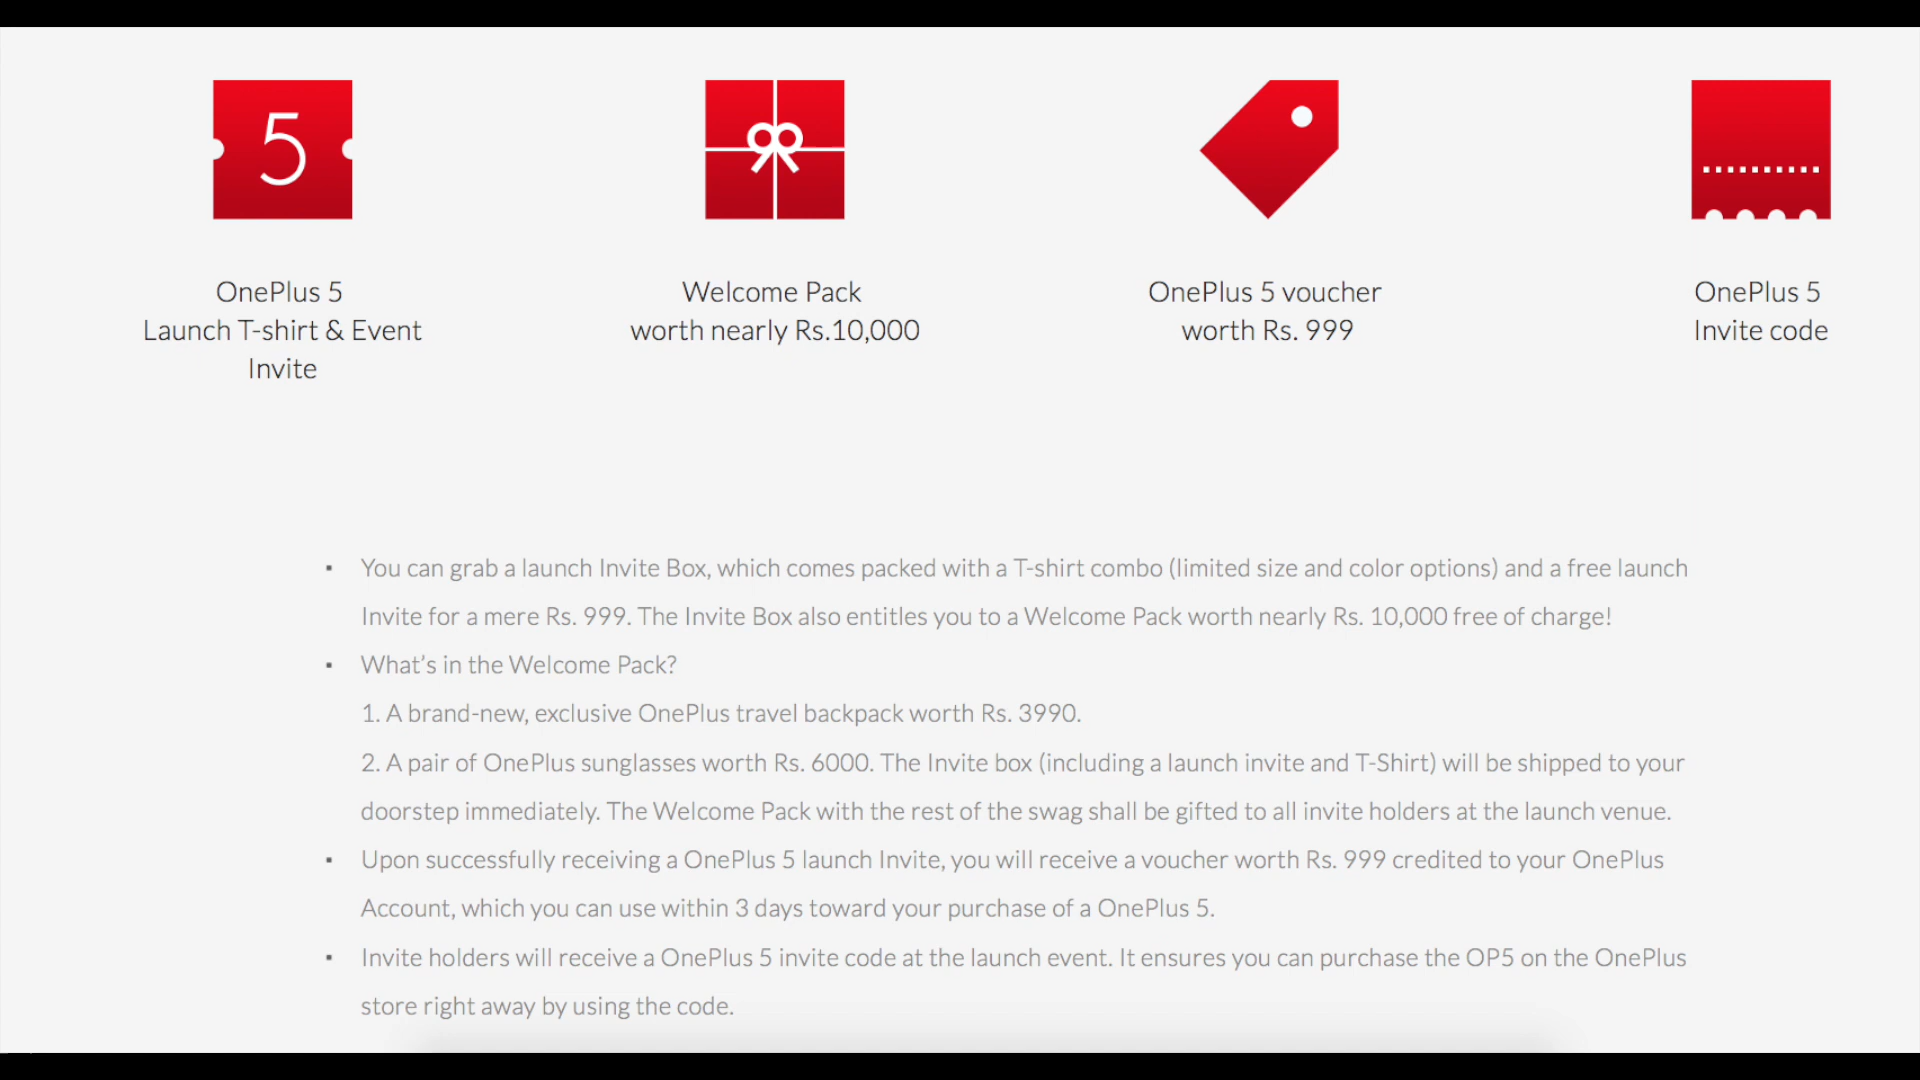 5
OnePlus 5
Launch T-shirt & Event
Invite
Welcome Pack
worth nearly Rs.10,000
OnePlus 5 voucher
worth Rs. 999
OnePlus 5
Invite code
▪ You can grab a launch Invite Box, which comes packed with a T-shirt combo (limited size and color options) and a free launch
Invite for a mere Rs. 999. The Invite Box also entitles you to a Welcome Pack worth nearly Rs. 10,000 free of charge!
▪ What’s in the Welcome Pack?
1. A brand-new, exclusive OnePlus travel backpack worth Rs. 3990.
2. A pair of OnePlus sunglasses worth Rs. 6000. The Invite box (including a launch invite and T-Shirt) will be shipped to your
doorstep immediately. The Welcome Pack with the rest of the swag shall be gifted to all invite holders at the launch venue.
▪ Upon successfully receiving a OnePlus 5 launch Invite, you will receive a voucher worth Rs. 999 credited to your OnePlus
Account, which you can use within 3 days toward your purchase of a OnePlus 5.
▪ Invite holders will receive a OnePlus 5 invite code at the launch event. It ensures you can purchase the OP5 on the OnePlus
store right away by using the code.